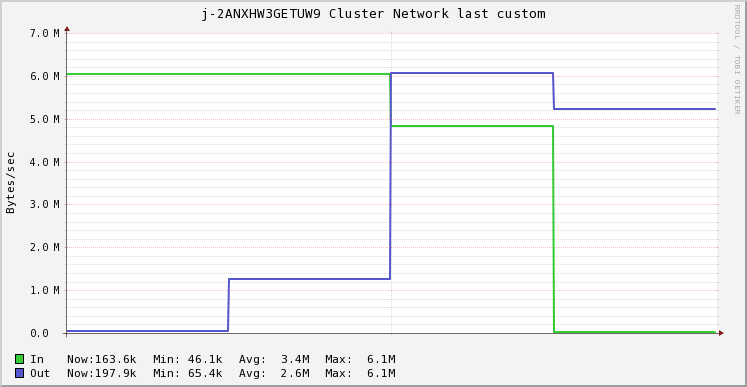 j-2ANXHW3GETUW9 Cluster Network last custom
RRDTOOL / TOBI OETIKER
Bytes/sec
7.0 M
6.0 M
5.0 M
4.0 M
3.0 M
2.0 M
1.0 M
0.0
In Now:163.6k Min: 46.1k Avg: 3.4M Max: 6.1M
Out Now:197.9k Min: 65.4k Avg: 2.6M Max: 6.1M